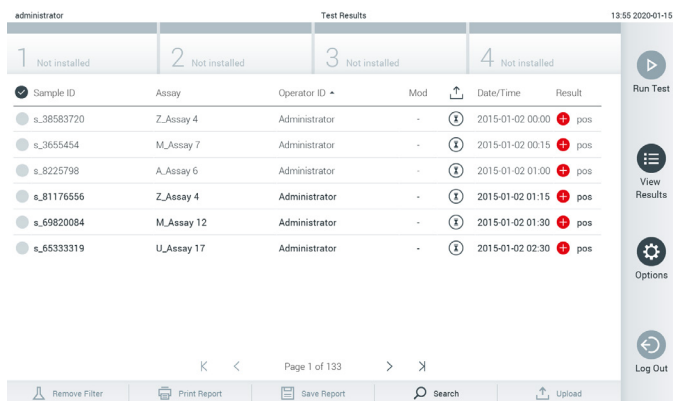 administrator Test Results 13:55 2020-01-15
1 Not installed 2 Not installed 3 Not installed 4 Not installed
Run Test
Sample ID Assay Operator ID Mod Date/Time Result
s_38583720 Z_Assay 4 Administrator - 2015-01-02 00:00 pos
s_3655454 M_Assay 7 Administrator - 2015-01-02 00:15 pos
s_8225798 A_Assay 6 Administrator - 2015-01-02 01:00 pos
View
Results
s_81176556 Z_Assay 4 Administrator - 2015-01-02 01:15 pos
s_69820084 M_Assay 12 Administrator - 2015-01-02 01:30 pos
s_65333319 U_Assay 17 Administrator - 2015-01-02 02:30 pos
Options
Page 1 of 133
Log Out
Remove Filter Print Report Save Report Search Upload